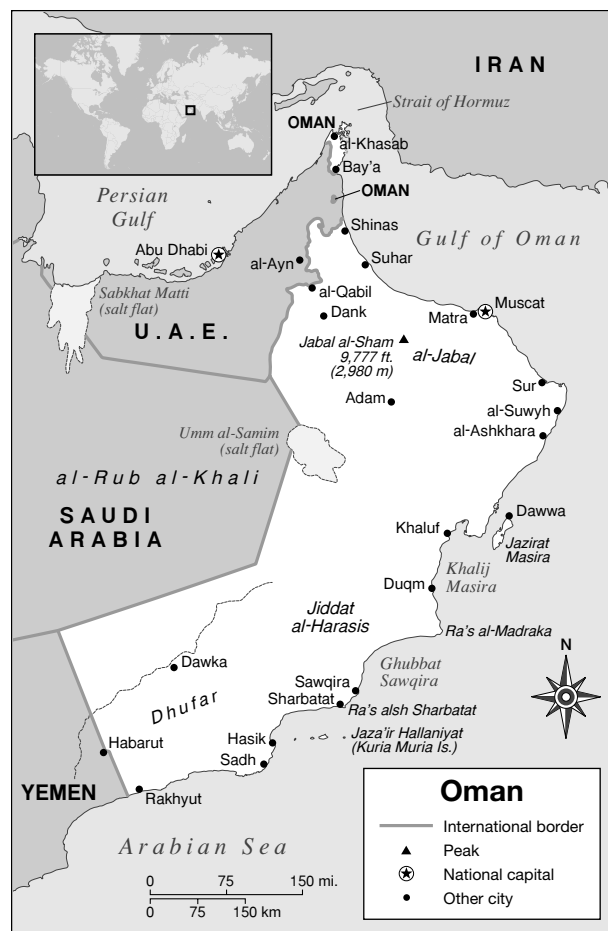 IRAN
Strait of Hormuz
OMAN
al-Khasab
Bay'a
OMAN
Persian
Gulf
Shinas
Gulf of Oman
Abu Dhabi
al-Ayn
Suhar
Sabkhat Matti
(salt flat)
al-Qabil
Dank
Muscat
Matra
U.A.E.
Jabal al-Sham
9,777 ft.
(2,980 m)
al-Jabal
Sur
Adam
al-Suwyh
al-Ashkhara
Umm al-Samim
(salt flat)
al-Rub al-Khali
SAUDI
ARABIA
Dawwa
Khaluf
Jazirat
Masira
Khalij
Masira
Duqm
Jiddat
al-Harasis
Ra's al-Madraka
N
Dawka
Ghubbat
Sawqira
Sawqira
Sharbatat
Ra's alsh Sharbatat
Dhufar
Hasik
Jaza'ir Hallaniyat
(Kuria Muria Is.)
Habarut
Sadh
YEMEN
Rakhyut
Arabian Sea
0 75 150 mi.
0 75 150 km
Oman
International border
Peak
National capital
Other city